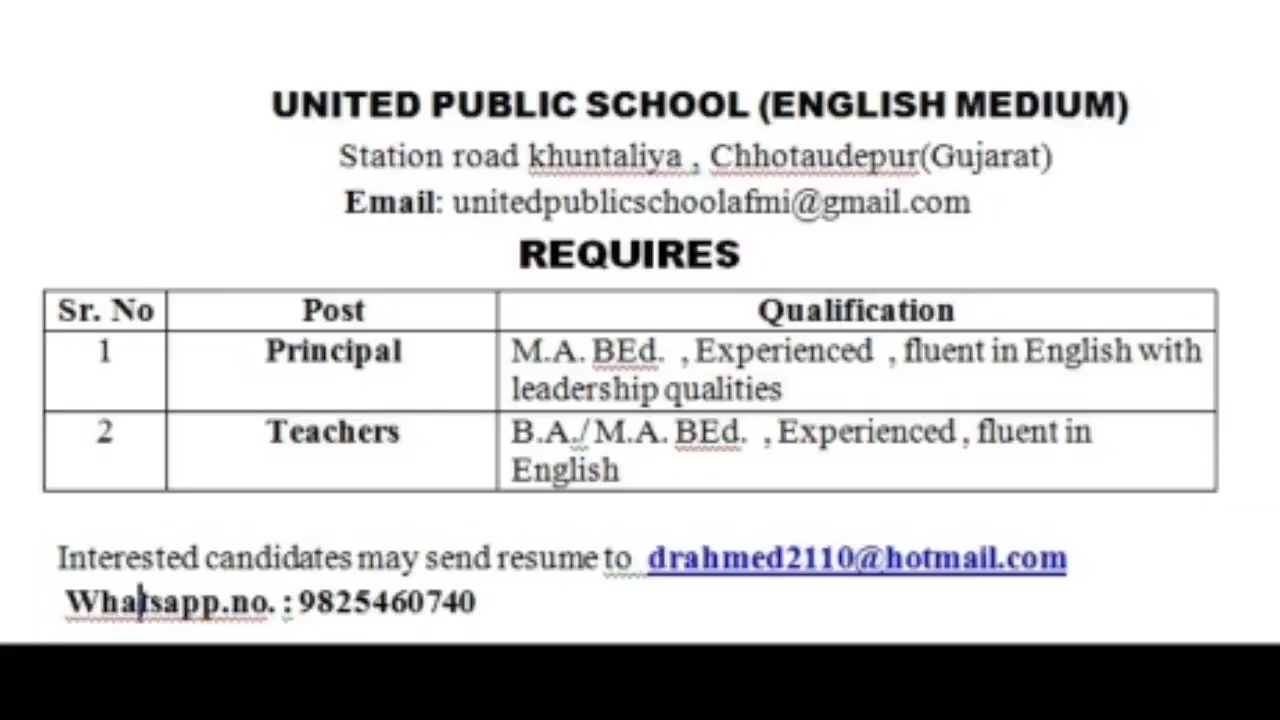 UNITED PUBLIC SCHOOL (ENGLISH MEDIUM)
Station road khuntaliya , Chhotaudepur(Gujarat)
Email: unitedpublicschoolafmi@gmail.com
REQUIRES
Sr. No Post Qualification
1 Principal M.A. BEd. , Experienced , fluent in English with
leadership qualities
2 Teachers B.A./ M.A. BEd. , Experienced , fluent in
English
Interested candidates may send resume to drahmed2110@hotmail.com
Whatsapp.no. : 9825460740